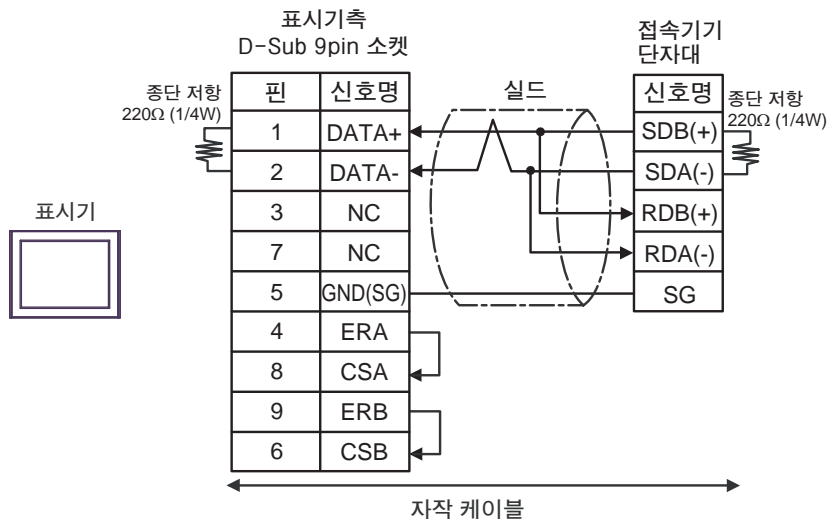 표시기측
D-Sub 9pin 소켓
접속기기
단자대
종단 저항
220Ω (1/4W)
핀 신호명
실드
신호명
종단 저항
220Ω (1/4W)
1 DATA+
SDB(+)
2 DATA-
SDA(-)
표시기
3 NC
RDB(+)
7 NC
RDA(-)
5 GND(SG)
SG
4 ERA
8 CSA
9 ERB
6 CSB
자작 케이블